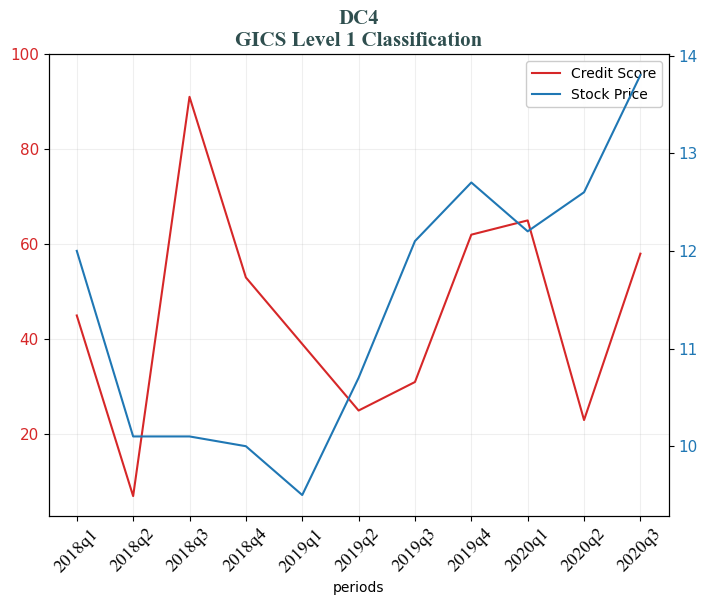 DC4
GICS Level 1 Classification
100
80
60
40
20
14
13
12
11
10
Credit Score
Stock Price
2018q1
2018q2
2018q3
2018q4
2019q1
2019q2
2019q3
2019q4
2020q1
2020q2
2020q3
periods